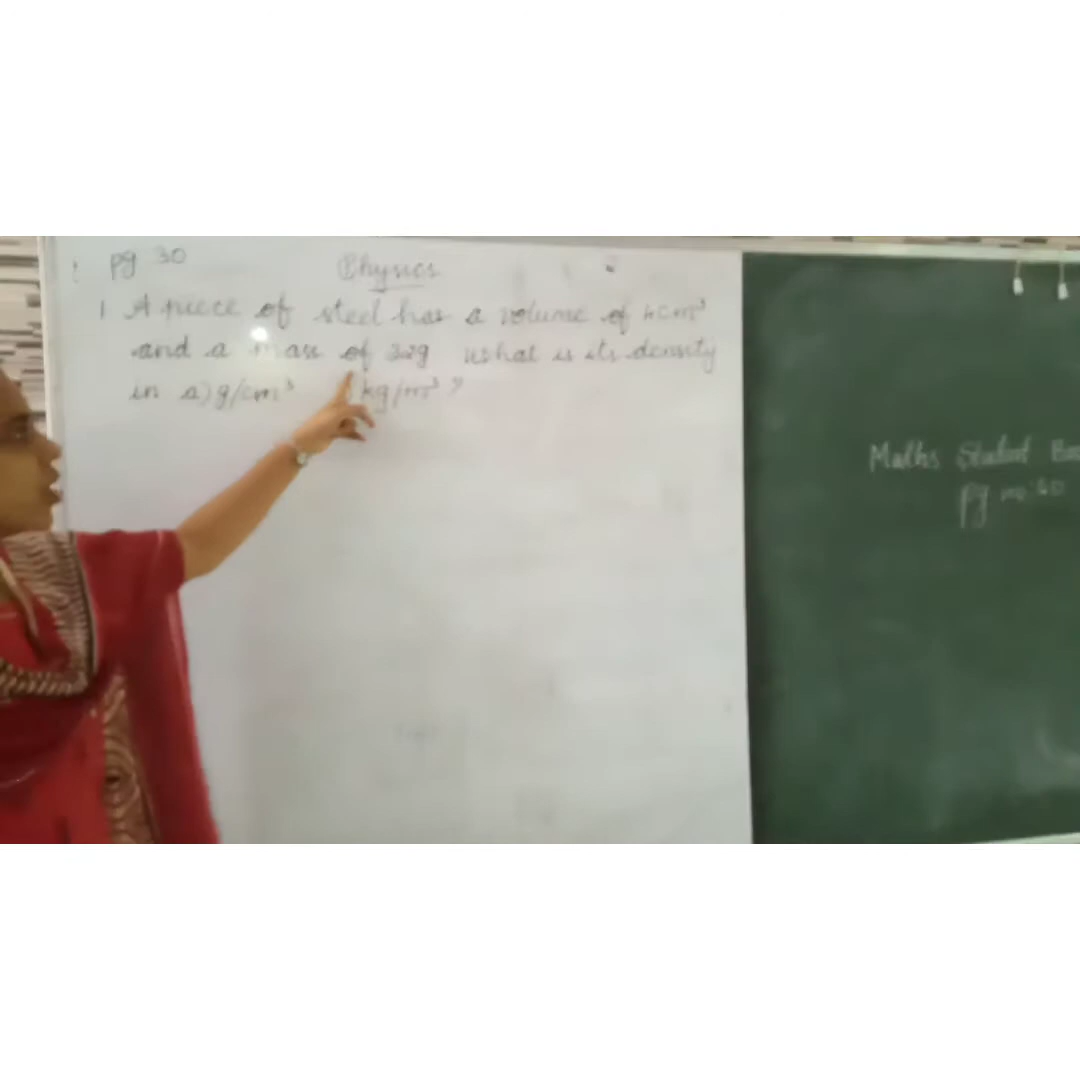 pg 30
Physics
1 A piece of steel has a volume of 4cm³
and a mass of 32g what is its density
in a) g/cm³ kg/m³ ?
Maths Student
pg no: